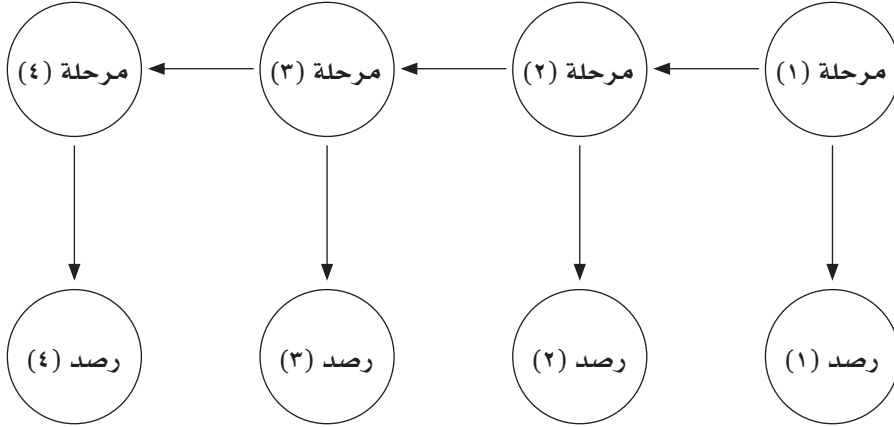 مرحلة (١)
مرحلة (٢)
مرحلة (٣)
مرحلة (٤)
رصد (١)
رصد (٢)
رصد (٣)
رصد (٤)